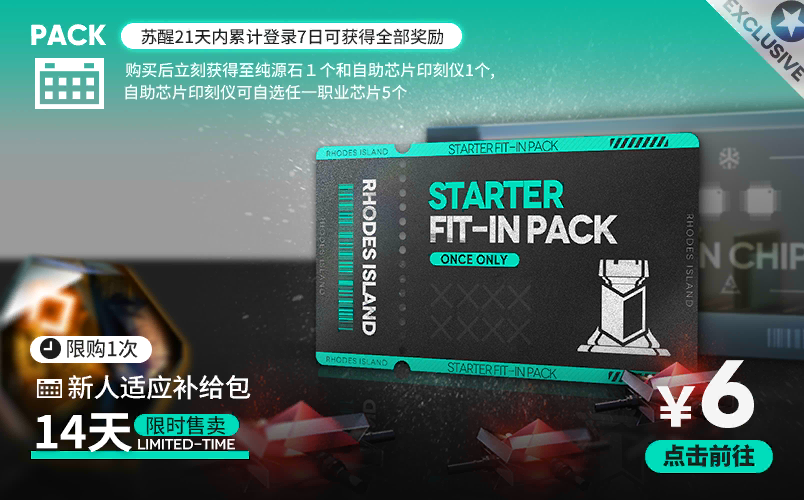 PACK
苏醒21天内累计登录7日可获得全部奖励
EXCLUSIVE
购买后立刻获得至纯源石1个和自助芯片印刻仪1个,
自助芯片印刻仪可自选任一职业芯片5个
RHODES ISLAND
STARTER FIT-IN PACK
RHODES ISLAND
RHODES ISLAND
STARTER
FIT-IN PACK
ONCE ONLY
RHODES ISLAND
N CHIP
RHODES ISLAND
STARTER FIT-IN PACK
限购1次
新人适应补给包
14天
限时售卖
LIMITED-TIME
¥6
点击前往